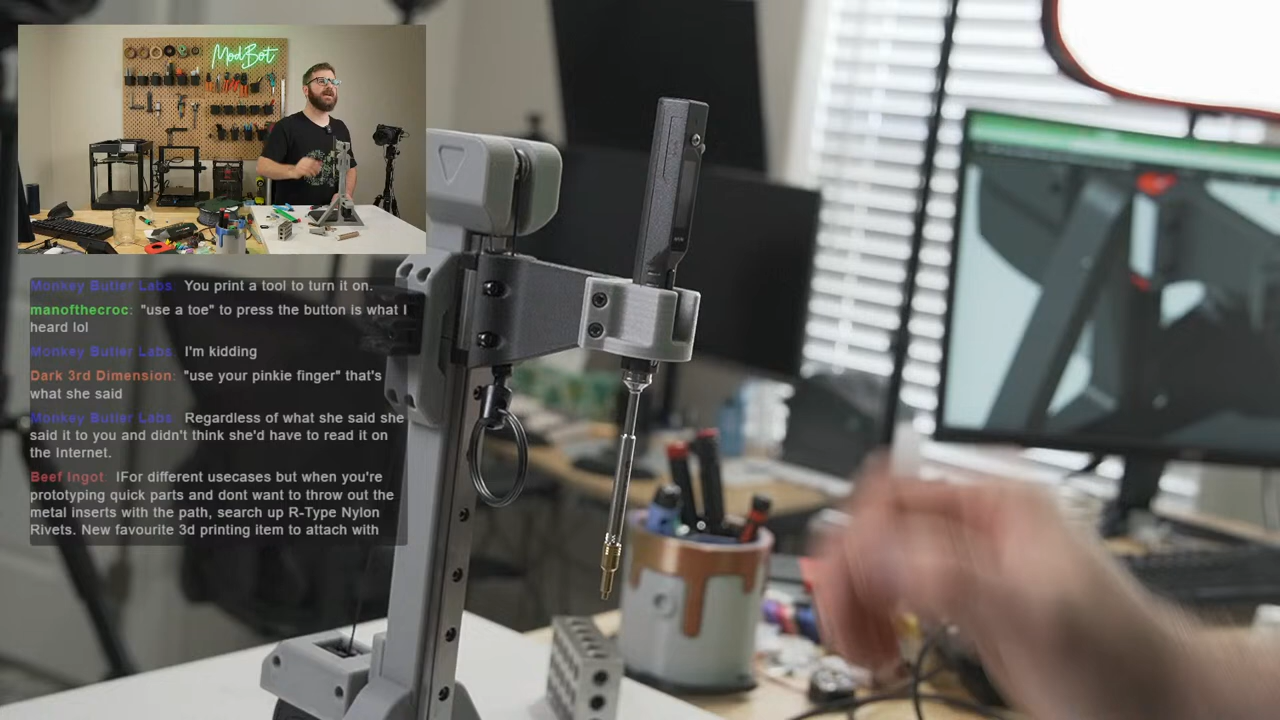 ModBot
Monkey Butler Labs: You print a tool to turn it on.
manofthecroc: "use a toe" to press the button is what I
heard lol
Monkey Butler Labs: I'm kidding
Dark 3rd Dimension: "use your pinkie finger" that's
what she said
Monkey Butler Labs: Regardless of what she said she
said it to you and didn't think she'd have to read it on
the Internet.
Beef Ingot: IFor different usecases but when you're
prototyping quick parts and dont want to throw out the
metal inserts with the path, search up R-Type Nylon
Rivets. New favourite 3d printing item to attach with